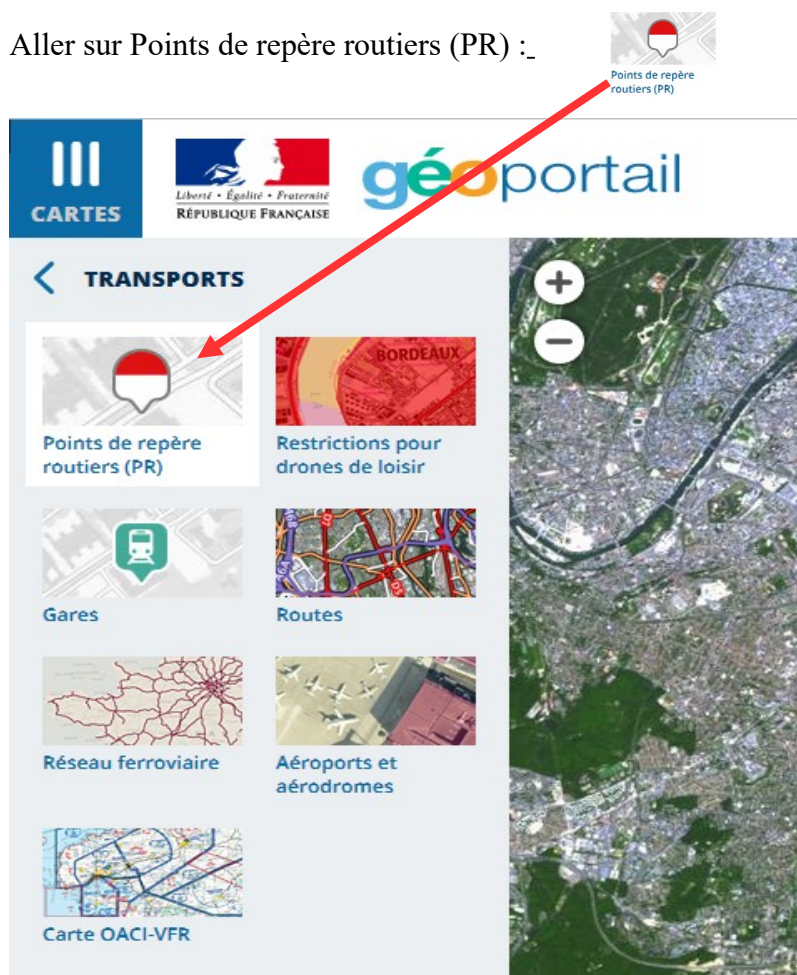 Aller sur Points de repère routiers (PR) :
Points de repère
routiers (PR)
CARTES
Liberté • Égalité • Fraternité
RÉPUBLIQUE FRANÇAISE
géoportail
TRANSPORTS
BORDEAUX
Points de repère
routiers (PR)
Restrictions pour
drones de loisir
Gares
Routes
Réseau ferroviaire
Aéroports et
aérodromes
Carte OACI-VFR